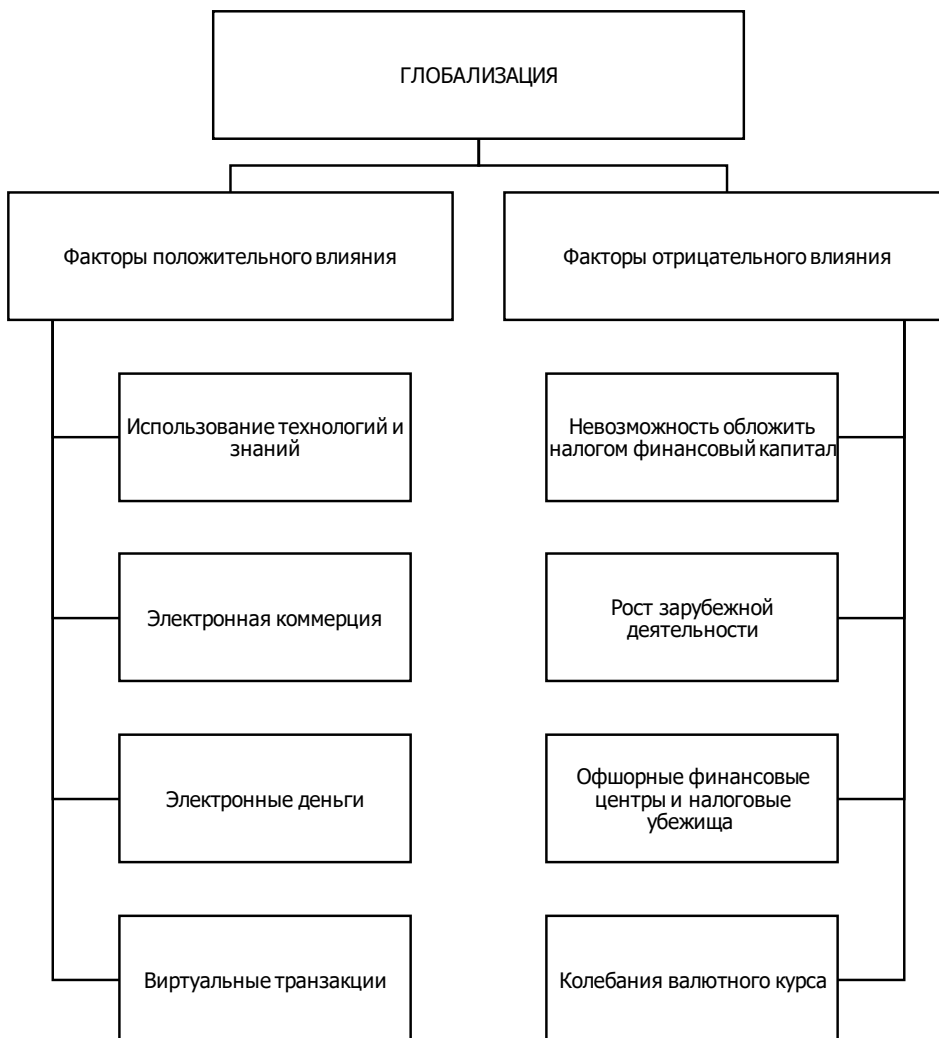 ГЛОБАЛИЗАЦИЯ
Факторы положительного влияния
Факторы отрицательного влияния
Использование технологий и
знаний
Невозможность обложить
налогом финансовый капитал
Электронная коммерция
Рост зарубежной
деятельности
Электронные деньги
Офшорные финансовые
центры и налоговые
убежища
Виртуальные транзакции
Колебания валютного курса